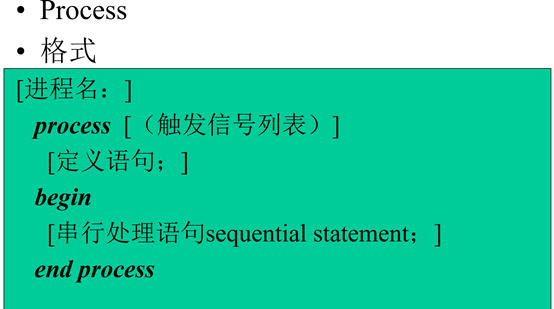 • Process
• 格式
[进程名：]
process [（触发信号列表）]
[定义语句；]
begin
[串行处理语句sequential statement；]
end process